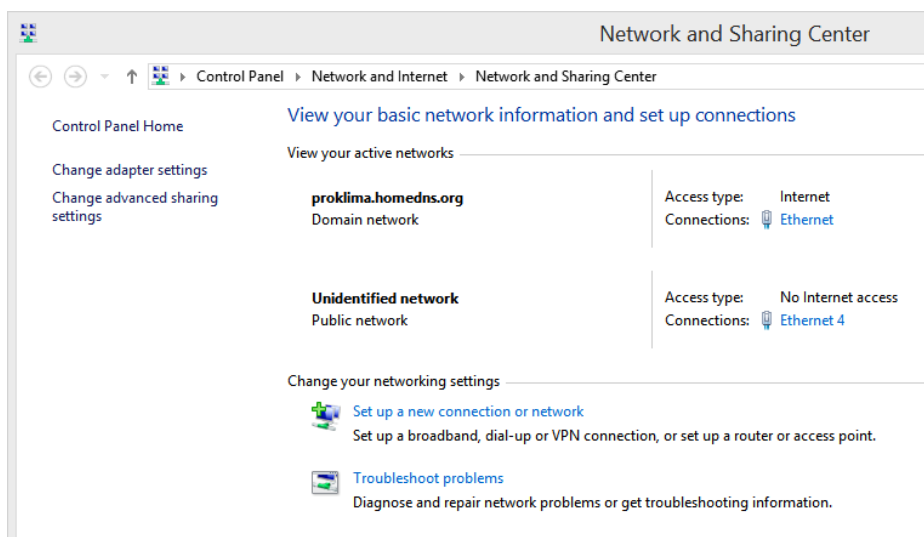 Network and Sharing Center
Control Panel Network and Internet Network and Sharing Center
Control Panel Home
Change adapter settings
Change advanced sharing
settings
View your basic network information and set up connections
View your active networks
proklima.homedns.org
Domain network
Access type: Internet
Connections: Ethernet
Unidentified network
Public network
Access type: No Internet access
Connections: Ethernet 4
Change your networking settings
Set up a new connection or network
Set up a broadband, dial-up or VPN connection, or set up a router or access point.
Troubleshoot problems
Diagnose and repair network problems or get troubleshooting information.